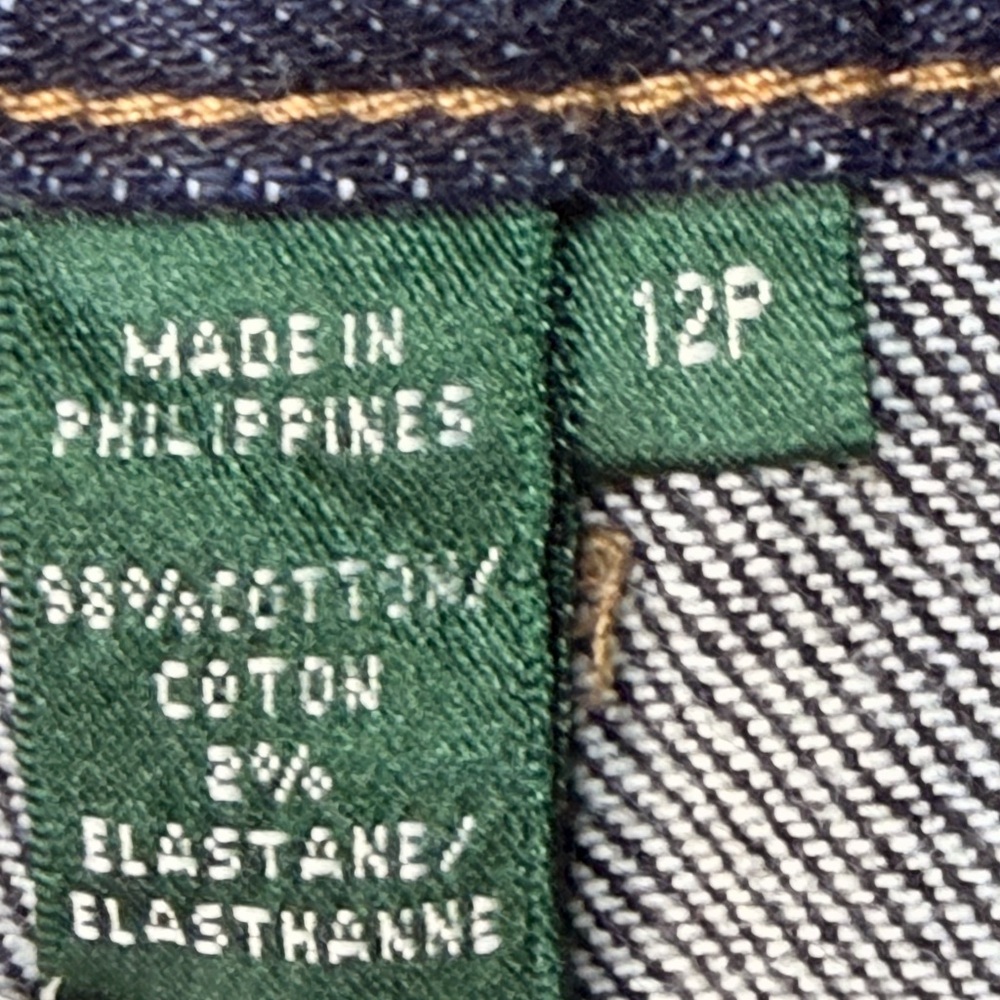 MADE IN
PHILIPPINES
98%COTTON/
COTON
2%
ELASTANE/
ELASTHANNE
12P